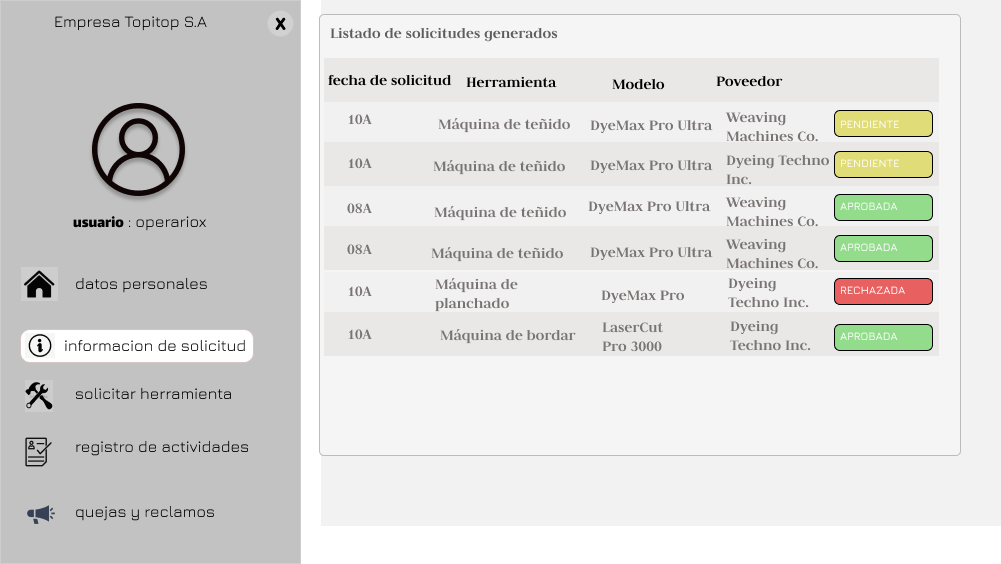 Empresa Topitop S.A
X
usuario : operariox
datos personales
informacion de solicitud
solicitar herramienta
registro de actividades
quejas y reclamos
Listado de solicitudes generados
fecha de solicitud Herramienta Modelo Poveedor
10A Máquina de teñido DyeMax Pro Ultra Weaving
Machines Co. PENDIENTE
10A Máquina de teñido DyeMax Pro Ultra Dyeing Techno
Inc. PENDIENTE
08A Máquina de teñido DyeMax Pro Ultra Weaving
Machines Co. APROBADA
08A Máquina de teñido DyeMax Pro Ultra Weaving
Machines Co. APROBADA
10A Máquina de DyeMax Pro Dyeing RECHAZADA
planchado Techno Inc.
10A Máquina de bordar LaserCut Dyeing APROBADA
Pro 3000 Techno Inc.